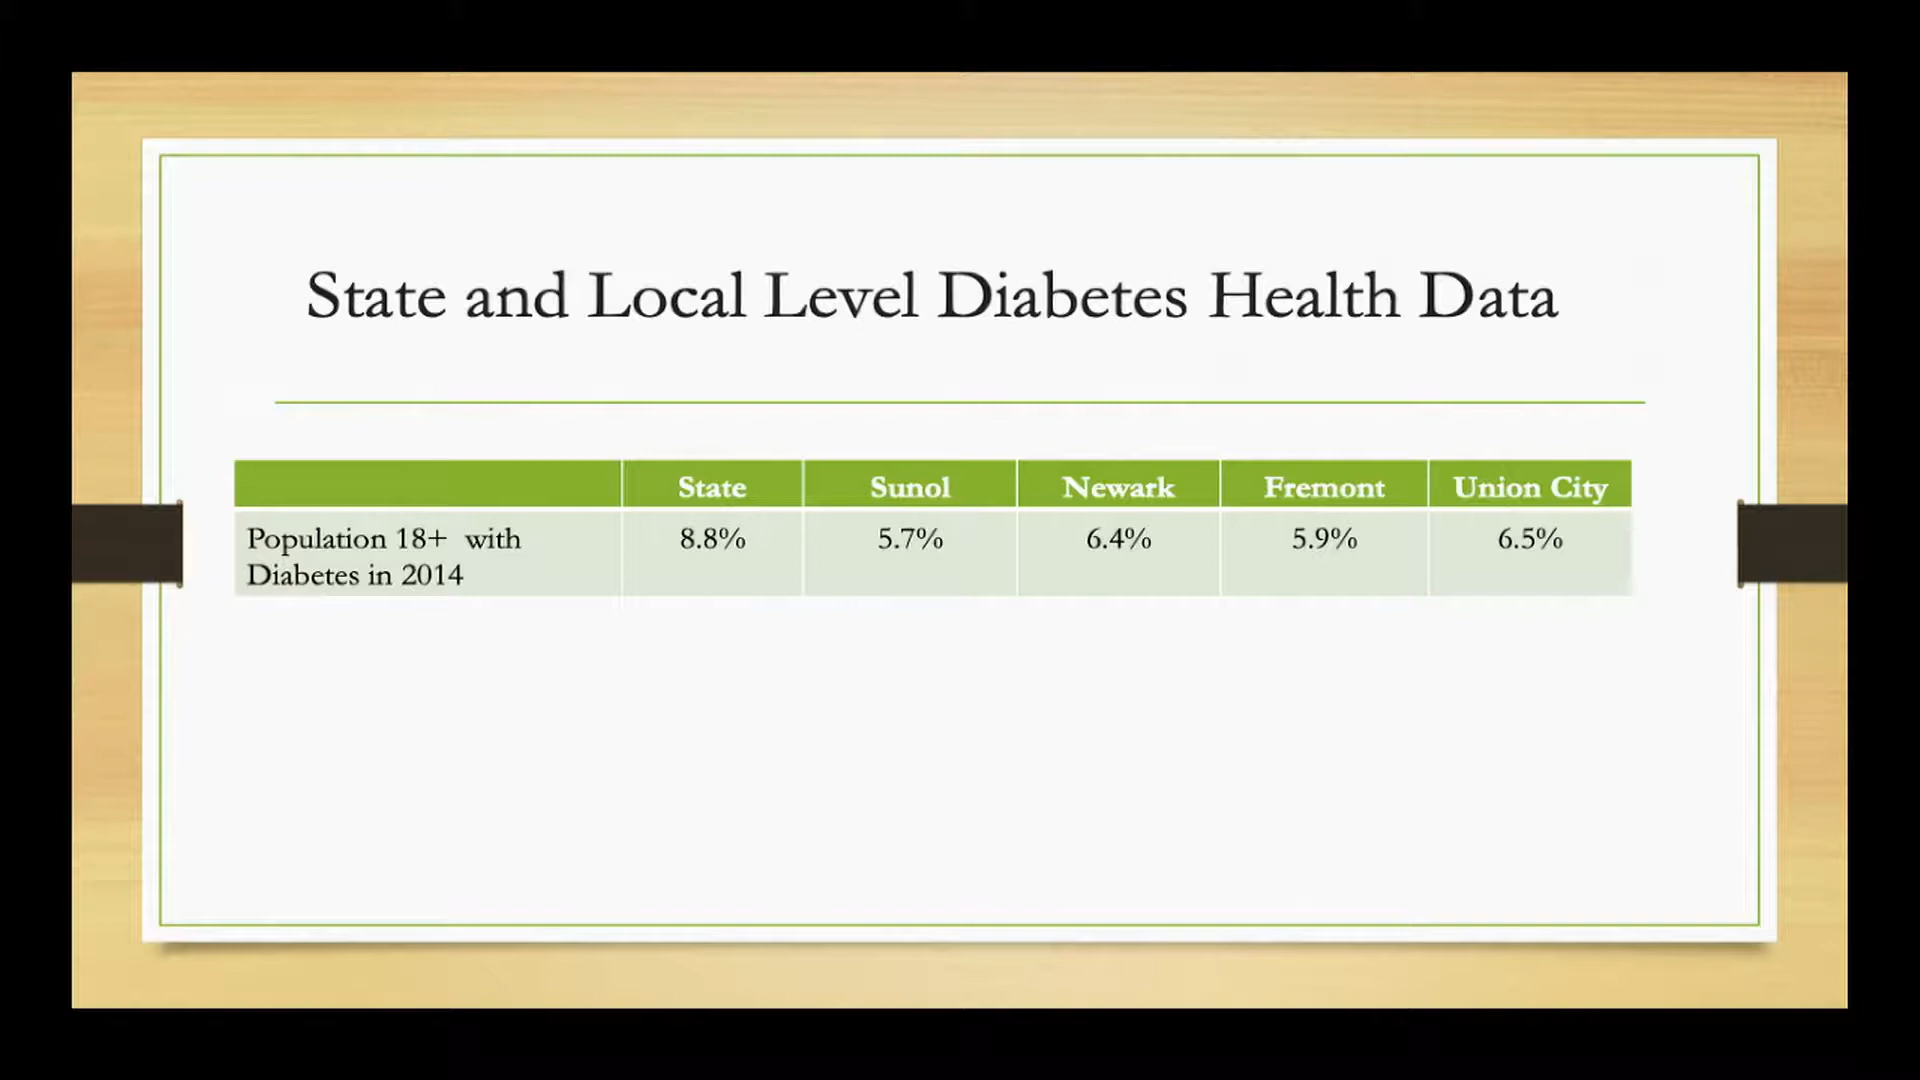 State and Local Level Diabetes Health Data
State Sunol Newark Fremont Union City
Population 18+ with 8.8% 5.7% 6.4% 5.9% 6.5%
Diabetes in 2014